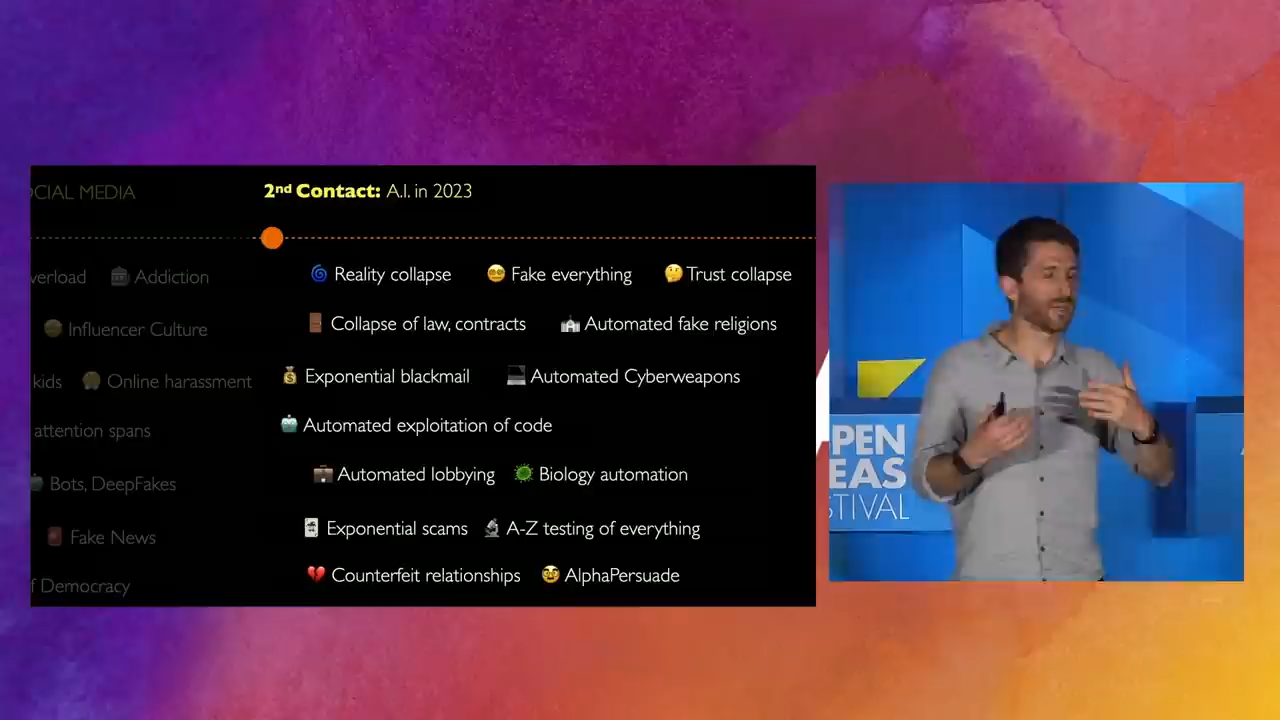 OCIAL MEDIA
2nd Contact: A.I. in 2023
verload Addiction
Reality collapse Fake everything Trust collapse
Influencer Culture
Collapse of law, contracts Automated fake religions
kids Online harassment
Exponential blackmail Automated Cyberweapons
attention spans
Automated exploitation of code
Bots, DeepFakes
Automated lobbying Biology automation
Fake News
Exponential scams A-Z testing of everything
f Democracy
Counterfeit relationships AlphaPersuade
PEN
EAS
STIVAL